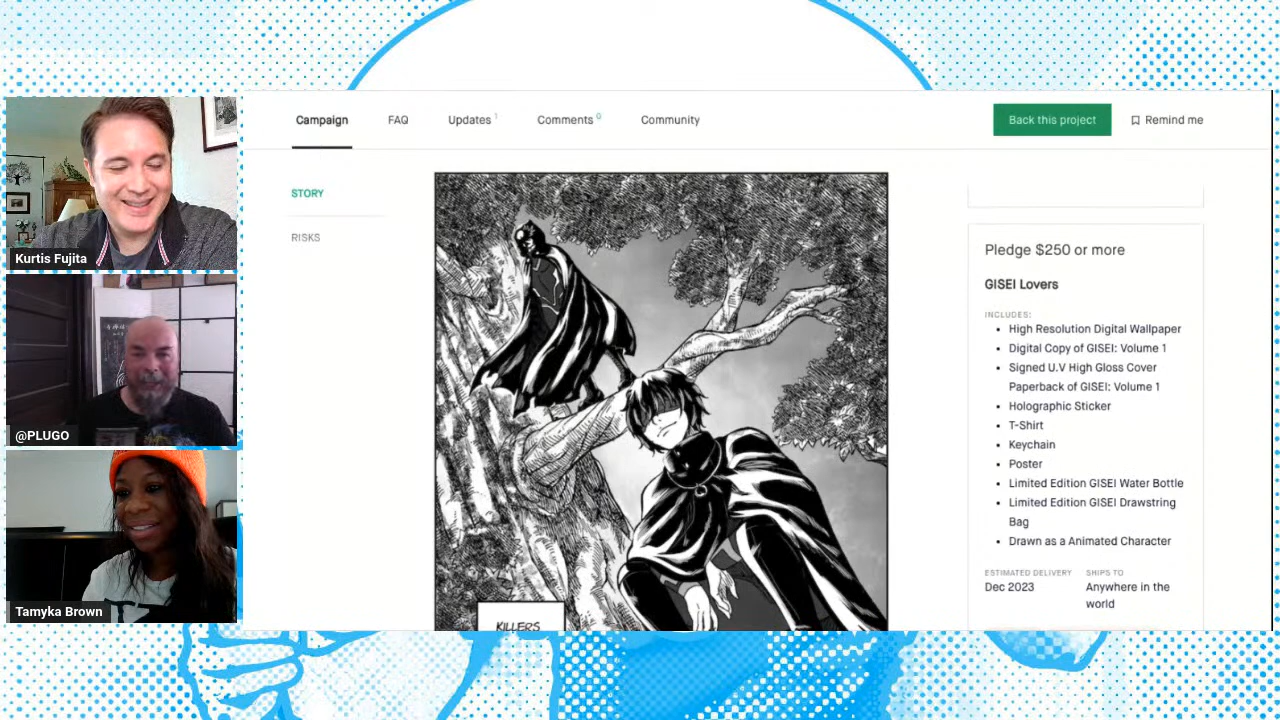 Campaign
FAQ
Updates 1
Comments 0
Community
Back this project
Remind me
STORY
RISKS
Kurtis Fujita
@PLUGO
Tamyka Brown
KILLERS
Pledge $250 or more
GISEI Lovers
INCLUDES:
High Resolution Digital Wallpaper
Digital Copy of GISEI: Volume 1
Signed U.V High Gloss Cover
Paperback of GISEI: Volume 1
Holographic Sticker
T-Shirt
Keychain
Poster
Limited Edition GISEI Water Bottle
Limited Edition GISEI Drawstring
Bag
Drawn as a Animated Character
ESTIMATED DELIVERY
Dec 2023
SHIPS TO
Anywhere in the
world